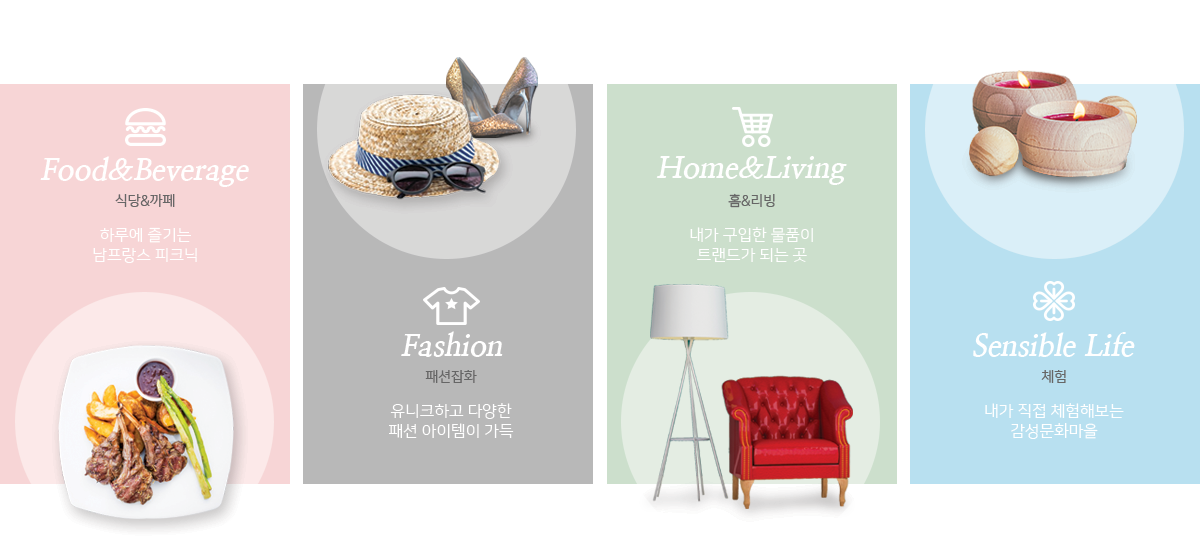 Food&Beverage
식당&까페
하루에 즐기는
남프랑스 피크닉
Fashion
패션잡화
유니크하고 다양한
패션 아이템이 가득
Home&Living
홈&리빙
내가 구입한 물품이
트랜드가 되는 곳
Sensible Life
체험
내가 직접 체험해보는
감성문화마을